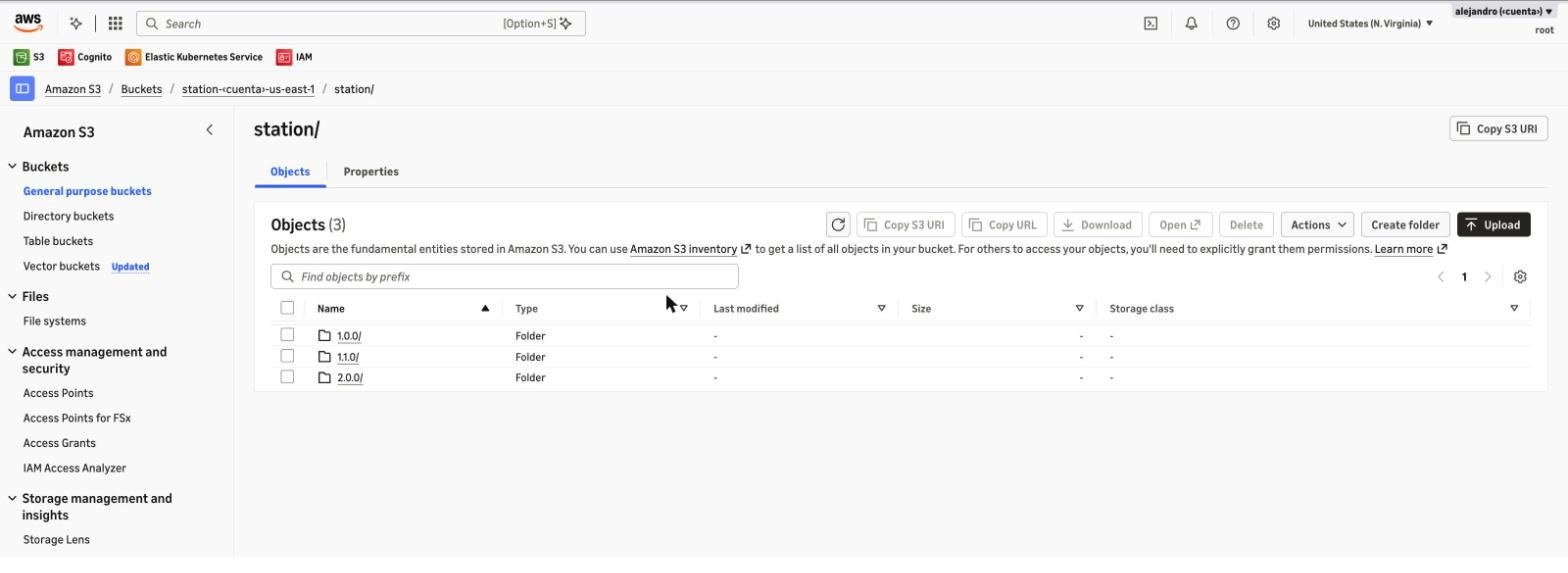 alejandro (‹cuenta›) ▼
aws
Search
[Option+S]
United States (N. Virginia) ▼
root
S3
Cognito
Elastic Kubernetes Service
IAM
Amazon S3 / Buckets / station-‹cuenta›-us-east-1 / station/
Amazon S3
Buckets
General purpose buckets
Directory buckets
Table buckets
Vector buckets Updated
Files
File systems
Access management and
security
Access Points
Access Points for FSx
Access Grants
IAM Access Analyzer
Storage management and
insights
Storage Lens
station/
Copy S3 URI
Objects
Properties
Objects (3)
Copy S3 URI
Copy URL
Download
Open
Delete
Actions
Create folder
Upload
Objects are the fundamental entities stored in Amazon S3. You can use Amazon S3 inventory to get a list of all objects in your bucket. For others to access your objects, you'll need to explicitly grant them permissions. Learn more
Find objects by prefix
1
Name Type Last modified Size Storage class
1.0.0/ Folder - - -
1.1.0/ Folder - - -
2.0.0/ Folder - - -